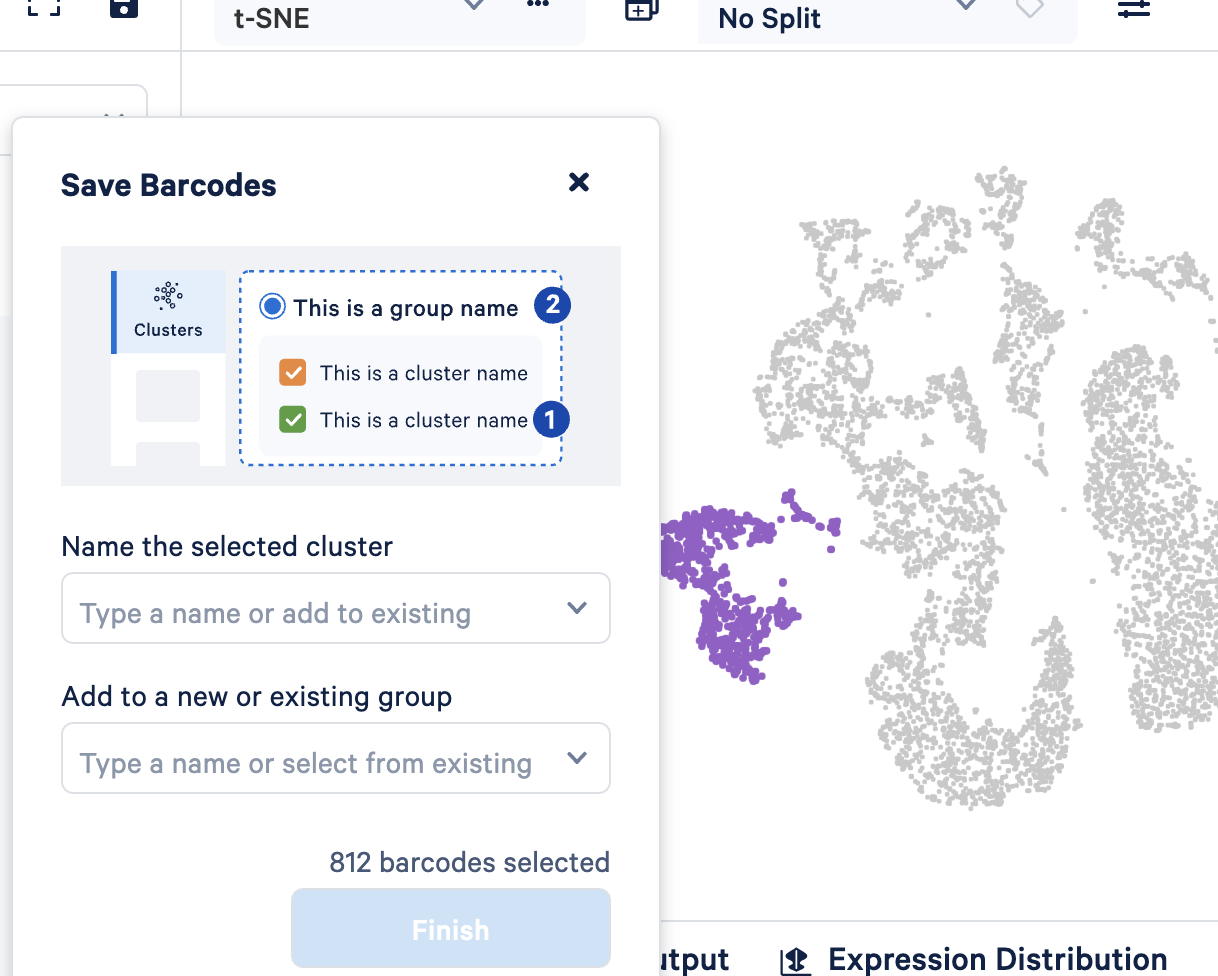 t-SNE
No Split
Save Barcodes
Clusters
This is a group name
2
This is a cluster name
This is a cluster name
1
Name the selected cluster
Type a name or add to existing
Add to a new or existing group
Type a name or select from existing
812 barcodes selected
Finish
Expression Distribution